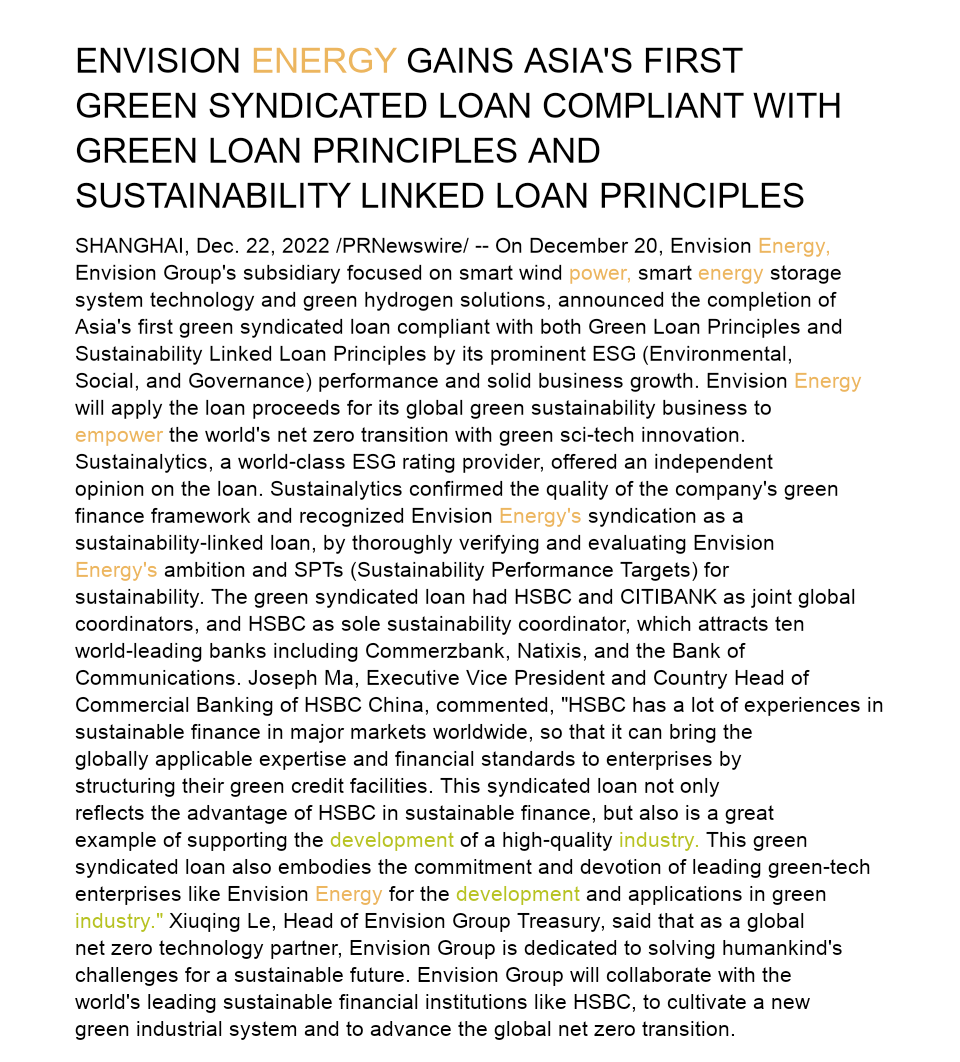 ENVISION ENERGY GAINS ASIA'S FIRST
GREEN SYNDICATED LOAN COMPLIANT WITH
GREEN LOAN PRINCIPLES AND
SUSTAINABILITY LINKED LOAN PRINCIPLES
SHANGHAI, Dec. 22, 2022 /PRNewswire/ -- On December 20, Envision Energy,
Envision Group's subsidiary focused on smart wind power, smart energy storage
system technology and green hydrogen solutions, announced the completion of
Asia's first green syndicated loan compliant with both Green Loan Principles and
Sustainability Linked Loan Principles by its prominent ESG (Environmental,
Social, and Governance) performance and solid business growth. Envision Energy
will apply the loan proceeds for its global green sustainability business to
empower the world's net zero transition with green sci-tech innovation.
Sustainalytics, a world-class ESG rating provider, offered an independent
opinion on the loan. Sustainalytics confirmed the quality of the company's green
finance framework and recognized Envision Energy's syndication as a
sustainability-linked loan, by thoroughly verifying and evaluating Envision
Energy's ambition and SPTs (Sustainability Performance Targets) for
sustainability. The green syndicated loan had HSBC and CITIBANK as joint global
coordinators, and HSBC as sole sustainability coordinator, which attracts ten
world-leading banks including Commerzbank, Natixis, and the Bank of
Communications. Joseph Ma, Executive Vice President and Country Head of
Commercial Banking of HSBC China, commented, "HSBC has a lot of experiences in
sustainable finance in major markets worldwide, so that it can bring the
globally applicable expertise and financial standards to enterprises by
structuring their green credit facilities. This syndicated loan not only
reflects the advantage of HSBC in sustainable finance, but also is a great
example of supporting the development of a high-quality industry. This green
syndicated loan also embodies the commitment and devotion of leading green-tech
enterprises like Envision Energy for the development and applications in green
industry." Xiuqing Le, Head of Envision Group Treasury, said that as a global
net zero technology partner, Envision Group is dedicated to solving humankind's
challenges for a sustainable future. Envision Group will collaborate with the
world's leading sustainable financial institutions like HSBC, to cultivate a new
green industrial system and to advance the global net zero transition.